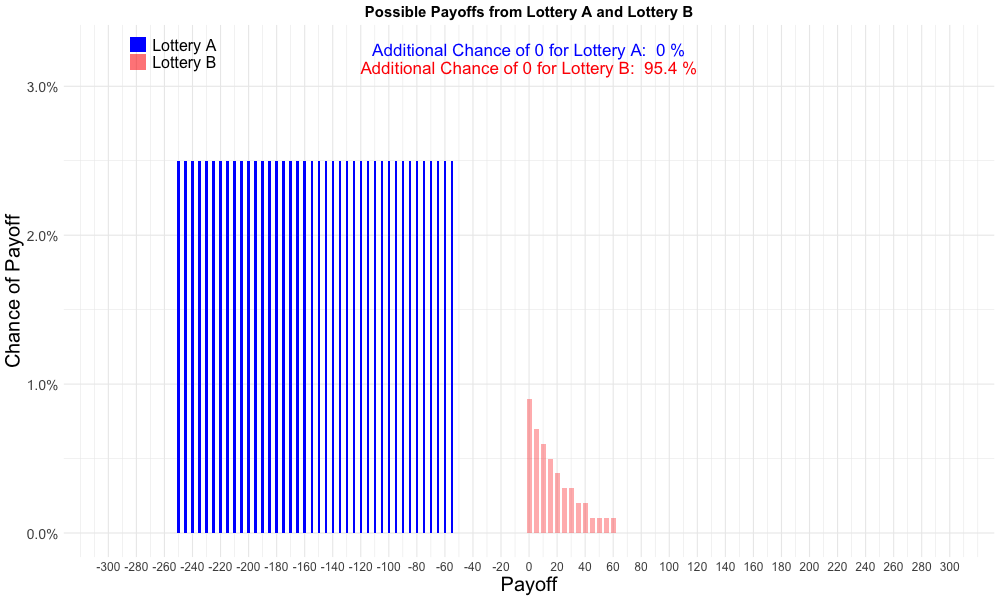 Possible Payoffs from Lottery A and Lottery B
Lottery A
Lottery B
Additional Chance of 0 for Lottery A:  0 %
Additional Chance of 0 for Lottery B:  95.4 %
Chance of Payoff
3.0%
2.0%
1.0%
0.0%
-300 -280 -260 -240 -220 -200 -180 -160 -140 -120 -100 -80 -60 -40 -20 0 20 40 60 80 100 120 140 160 180 200 220 240 260 280 300
Payoff